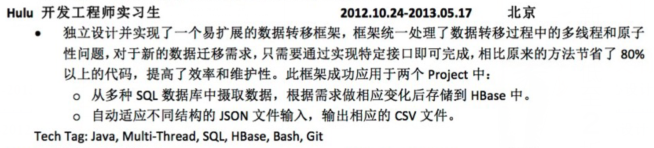 Hulu 开发工程师实习生 2012.10.24-2013.05.17 北京
• 独立设计并实现了一个易扩展的数据转移框架，框架统一处理了数据转移过程中的多线程和原子
性问题，对于新的数据迁移需求，只需要通过实现特定接口即可完成，相比原来的方法节省了 80%
以上的代码，提高了效率和维护性。此框架成功应用于两个 Project 中：
o 从多种 SQL 数据库中摄取数据，根据需求做相应变化后存储到 HBase 中。
o 自动适应不同结构的 JSON 文件输入，输出相应的 CSV 文件。
Tech Tag: Java, Multi-Thread, SQL, HBase, Bash, Git